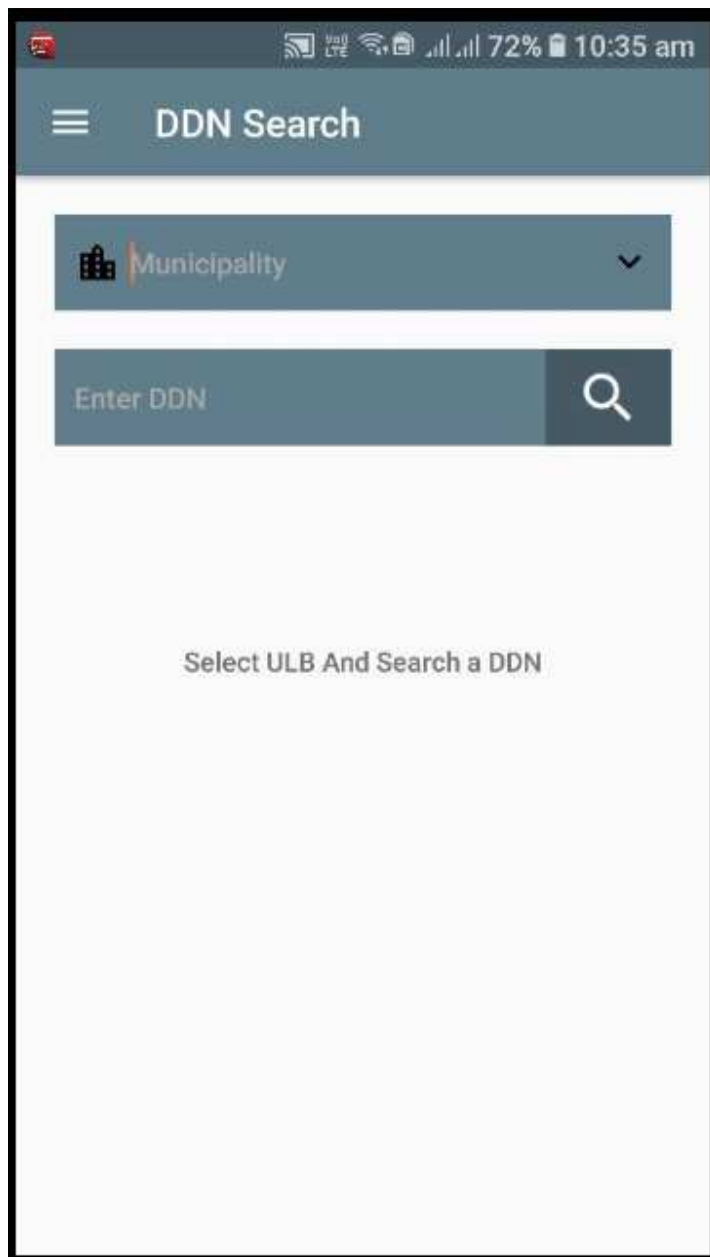 72% 10:35 am
DDN Search
Municipality
Enter DDN
Select ULB And Search a DDN